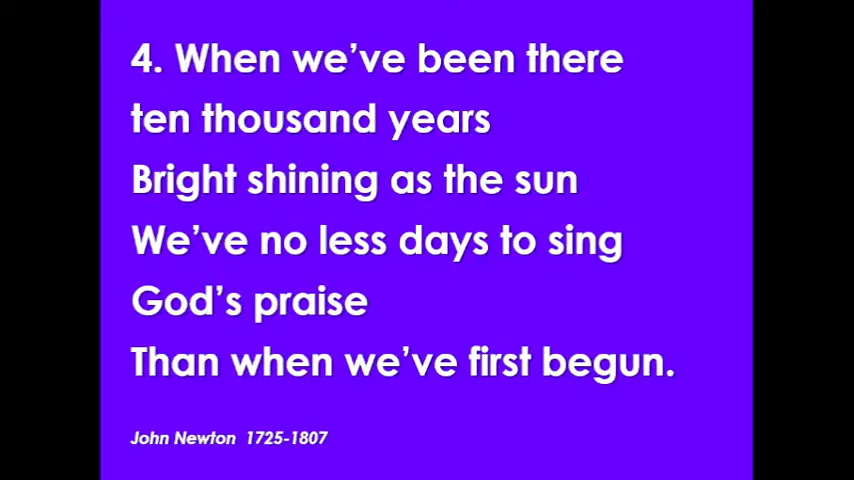 4. When we’ve been there
ten thousand years
Bright shining as the sun
We’ve no less days to sing
God’s praise
Than when we’ve first begun.
John Newton 1725-1807